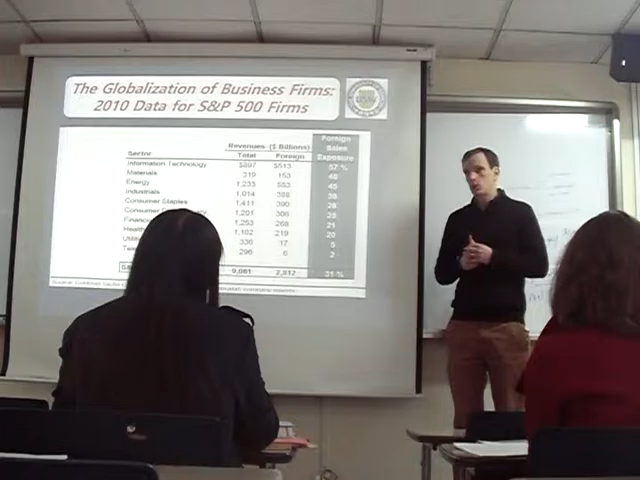 The Globalization of Business Firms:
2010 Data for S&P 500 Firms
Revenues ($ Billions) Foreign Sales Exposure
Sector Total Foreign
Information Technology $897 $513 57 %
Materials 319 153 48
Energy 1,233 553 45
Industrials 1,014 388 38
Consumer Staples 1,411 390 28
Consumer 1,201 306 25
1,253 268 21
1,102 219 20
336 17 5
296 6 2
9,061 2,812 31 %